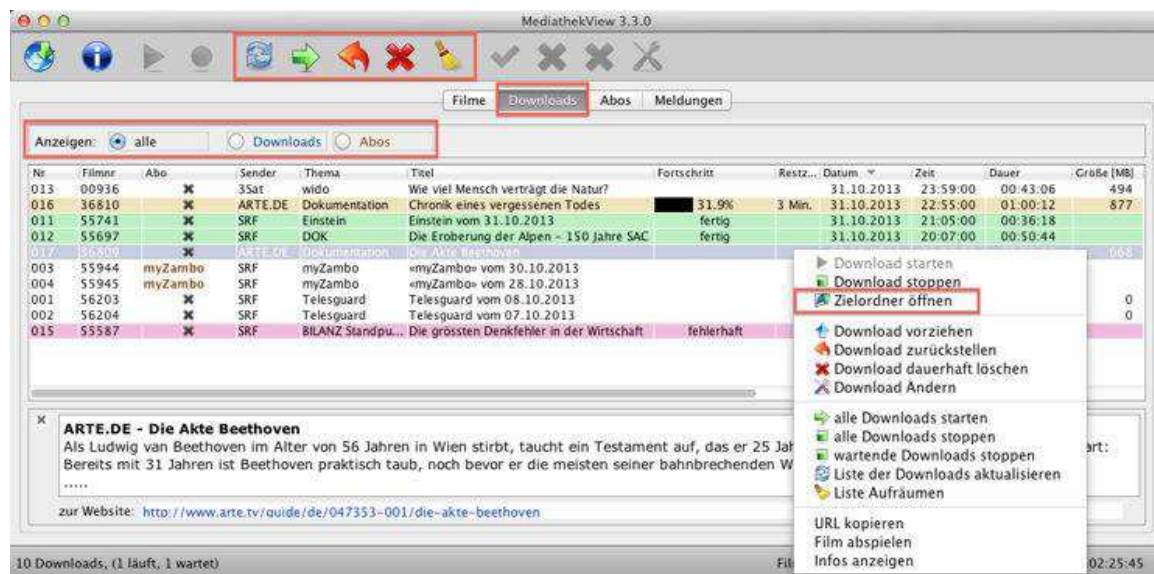 MediathekView 3.3.0
Filme Downloads Abos Meldungen
Anzeigen: alle Downloads Abos
Nr Filmnr Abo Sender Thema Titel Fortschritt Restz... Datum Zeit Dauer Größe [MB]
013 00936 3Sat wido Wie viel Mensch verträgt die Natur? 31.10.2013 23:59:00 00:43:06 494
016 36810 ARTE.DE Dokumentation Chronik eines vergessenen Todes 31.9% 3 Min. 31.10.2013 22:55:00 01:00:12 877
011 55741 SRF Einstein Einstein vom 31.10.2013 fertig 31.10.2013 21:05:00 00:36:18
012 55697 SRF DOK Die Eroberung der Alpen – 150 Jahre SAC fertig 31.10.2013 20:07:00 00:50:44
017 36809 ARTE.DE Dokumentation Die Akte Beethoven 668
003 55944 myZambo SRF myZambo «myZambo» vom 30.10.2013
004 55945 myZambo SRF myZambo «myZambo» vom 28.10.2013
001 56203 SRF Telesguard Telesguard vom 08.10.2013 0
002 56204 SRF Telesguard Telesguard vom 07.10.2013 0
015 55587 SRF BILANZ Standpu... Die grössten Denkfehler in der Wirtschaft fehlerhaft
Download starten
Download stoppen
Zielordner öffnen
Download vorziehen
Download zurückstellen
Download dauerhaft löschen
Download Ändern
alle Downloads starten
alle Downloads stoppen
wartende Downloads stoppen
Liste der Downloads aktualisieren
Liste Aufräumen
URL kopieren
Film abspielen
Infos anzeigen
ARTE.DE - Die Akte Beethoven
Als Ludwig van Beethoven im Alter von 56 Jahren in Wien stirbt, taucht ein Testament auf, das er 25 Jah art:
Bereits mit 31 Jahren ist Beethoven praktisch taub, noch bevor er die meisten seiner bahnbrechenden W
.....
zur Website: http://www.arte.tv/guide/de/047353-001/die-akte-beethoven
10 Downloads, (1 läuft, 1 wartet) Fil 02:25:45